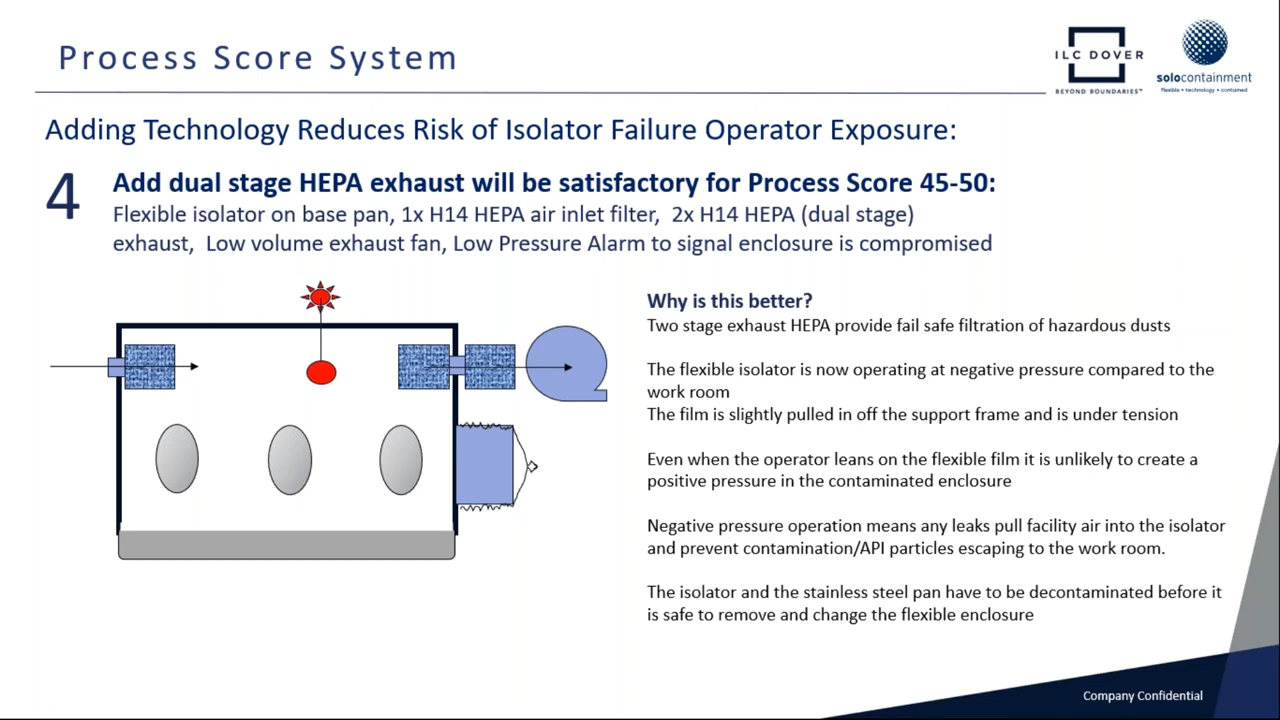 Process Score System
ILC DOVER
BEYOND BOUNDARIES™
solocontainment
flexible • technology • contained
Adding Technology Reduces Risk of Isolator Failure Operator Exposure:
4
Add dual stage HEPA exhaust will be satisfactory for Process Score 45-50:
Flexible isolator on base pan, 1x H14 HEPA air inlet filter,  2x H14 HEPA (dual stage)
exhaust,  Low volume exhaust fan, Low Pressure Alarm to signal enclosure is compromised
Why is this better?
Two stage exhaust HEPA provide fail safe filtration of hazardous dusts
The flexible isolator is now operating at negative pressure compared to the
work room
The film is slightly pulled in off the support frame and is under tension
Even when the operator leans on the flexible film it is unlikely to create a
positive pressure in the contaminated enclosure
Negative pressure operation means any leaks pull facility air into the isolator
and prevent contamination/API particles escaping to the work room.
The isolator and the stainless steel pan have to be decontaminated before it
is safe to remove and change the flexible enclosure
Company Confidential